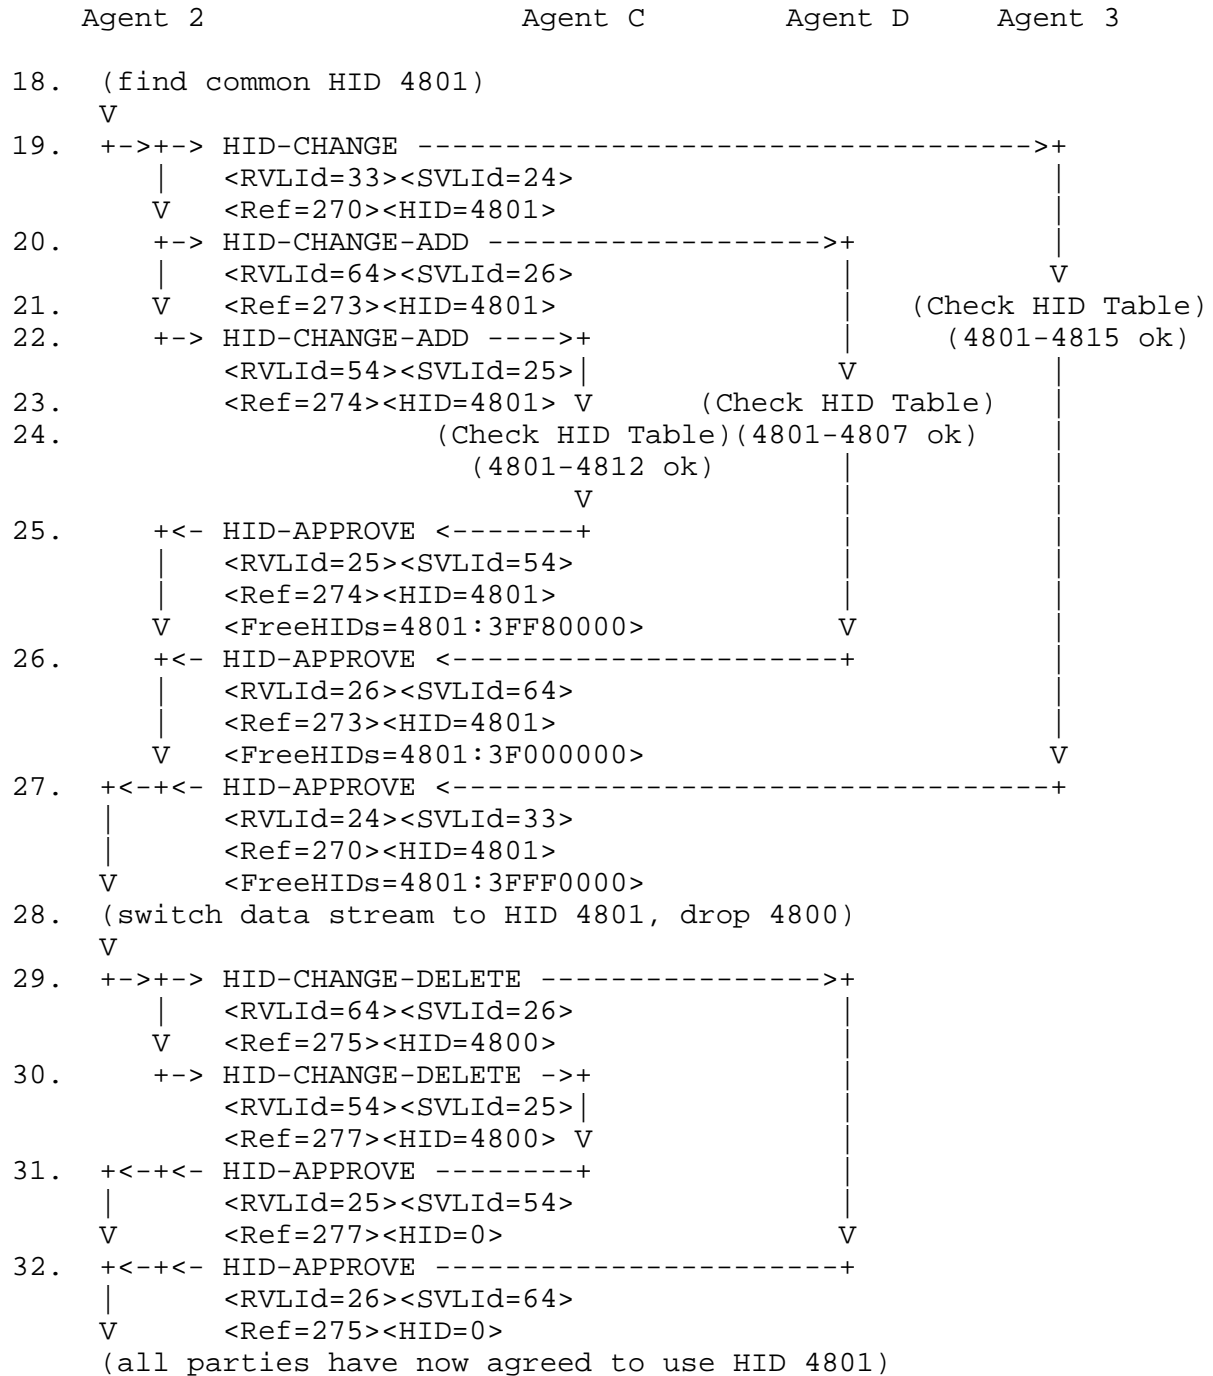 Agent 2                  Agent C        Agent D     Agent 3

18.  (find common HID 4801)
     V
19.  +->+-> HID-CHANGE ----------------------------------->+
        |   <RVLId=33><SVLId=24>                           |
        V   <Ref=270><HID=4801>                            |
20.     +-> HID-CHANGE-ADD ------------------->+           |
        |   <RVLId=64><SVLId=26>               |           V
21.     V   <Ref=273><HID=4801>                |   (Check HID Table)
22.     +-> HID-CHANGE-ADD ---->+              |     (4801-4815 ok)
            <RVLId=54><SVLId=25>|              V           |
23.         <Ref=274><HID=4801> V     (Check HID Table)    |
24.                     (Check HID Table)(4801-4807 ok)    |
                          (4801-4812 ok)       |           |
                                V              |           |
25.     +<- HID-APPROVE <-------+              |           |
        |   <RVLId=25><SVLId=54>               |           |
        |   <Ref=274><HID=4801>                |           |
        V   <FreeHIDs=4801:3FF80000>           V           |
26.     +<- HID-APPROVE <----------------------+           |
        |   <RVLId=26><SVLId=64>                           |
        |   <Ref=273><HID=4801>                            |
        V   <FreeHIDs=4801:3F000000>                       V
27.  +<-+<- HID-APPROVE <----------------------------------+
     |      <RVLId=24><SVLId=33>
     |      <Ref=270><HID=4801>
     V      <FreeHIDs=4801:3FFF0000>
28.  (switch data stream to HID 4801, drop 4800)
     V
29.  +->+-> HID-CHANGE-DELETE ---------------->+
        |   <RVLId=64><SVLId=26>               |
        V   <Ref=275><HID=4800>                |
30.     +-> HID-CHANGE-DELETE ->+              |
            <RVLId=54><SVLId=25>|              |
            <Ref=277><HID=4800> V              |
31.  +<-+<- HID-APPROVE --------+              |
     |      <RVLId=25><SVLId=54>               |
     V      <Ref=277><HID=0>                   V
32.  +<-+<- HID-APPROVE -----------------------+
     |      <RVLId=26><SVLId=64>
     V      <Ref=275><HID=0>
     (all parties have now agreed to use HID 4801)